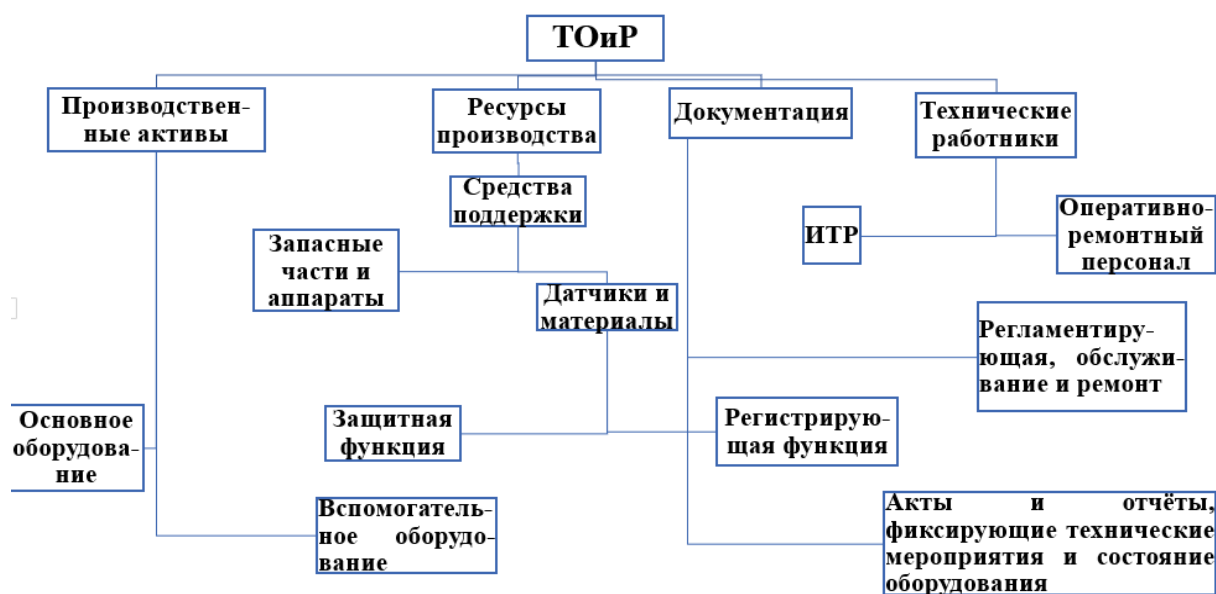 ТОиР
Производствен-
ные активы
Ресурсы
производства
Документация
Технические
работники
Средства
поддержки
ИТР
Оперативно-
ремонтный
персонал
Запасные
части и
аппараты
Датчики и
материалы
Регламентиру-
ющая, обслужи-
вание и ремонт
Основное
оборудова-
ние
Защитная
функция
Регистрирую-
щая функция
Вспомогатель-
ное оборудо-
вание
Акты и отчёты,
фиксирующие технические
мероприятия и состояние
оборудования